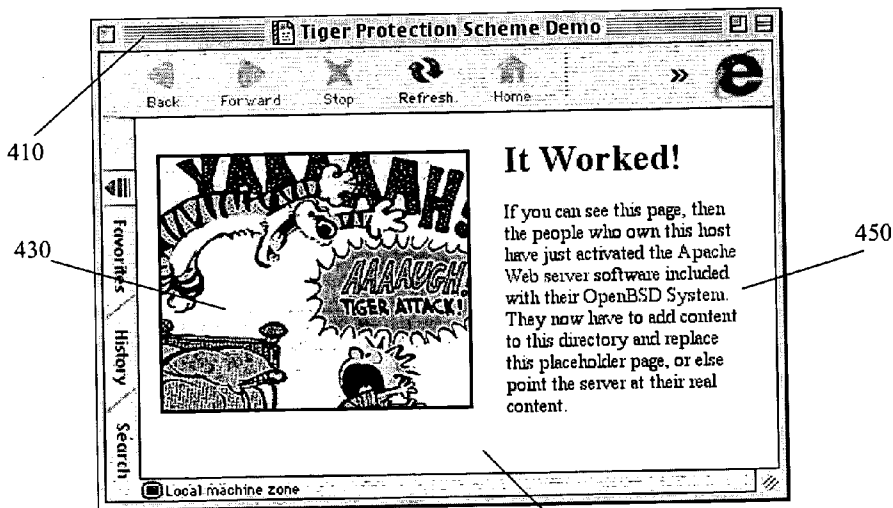 Tiger Protection Scheme Demo
Back Forward Stop Refresh Home »
410
It Worked!
YAAAAAH!
Favorites
If you can see this page, then
the people who own this host
have just activated the Apache
Web server software included
with their OpenBSD System.
They now have to add content
to this directory and replace
this placeholder page, or else
point the server at their real
content.
430
450
AAAAUGH!
TIGER ATTACK!
History
Search
Local machine zone